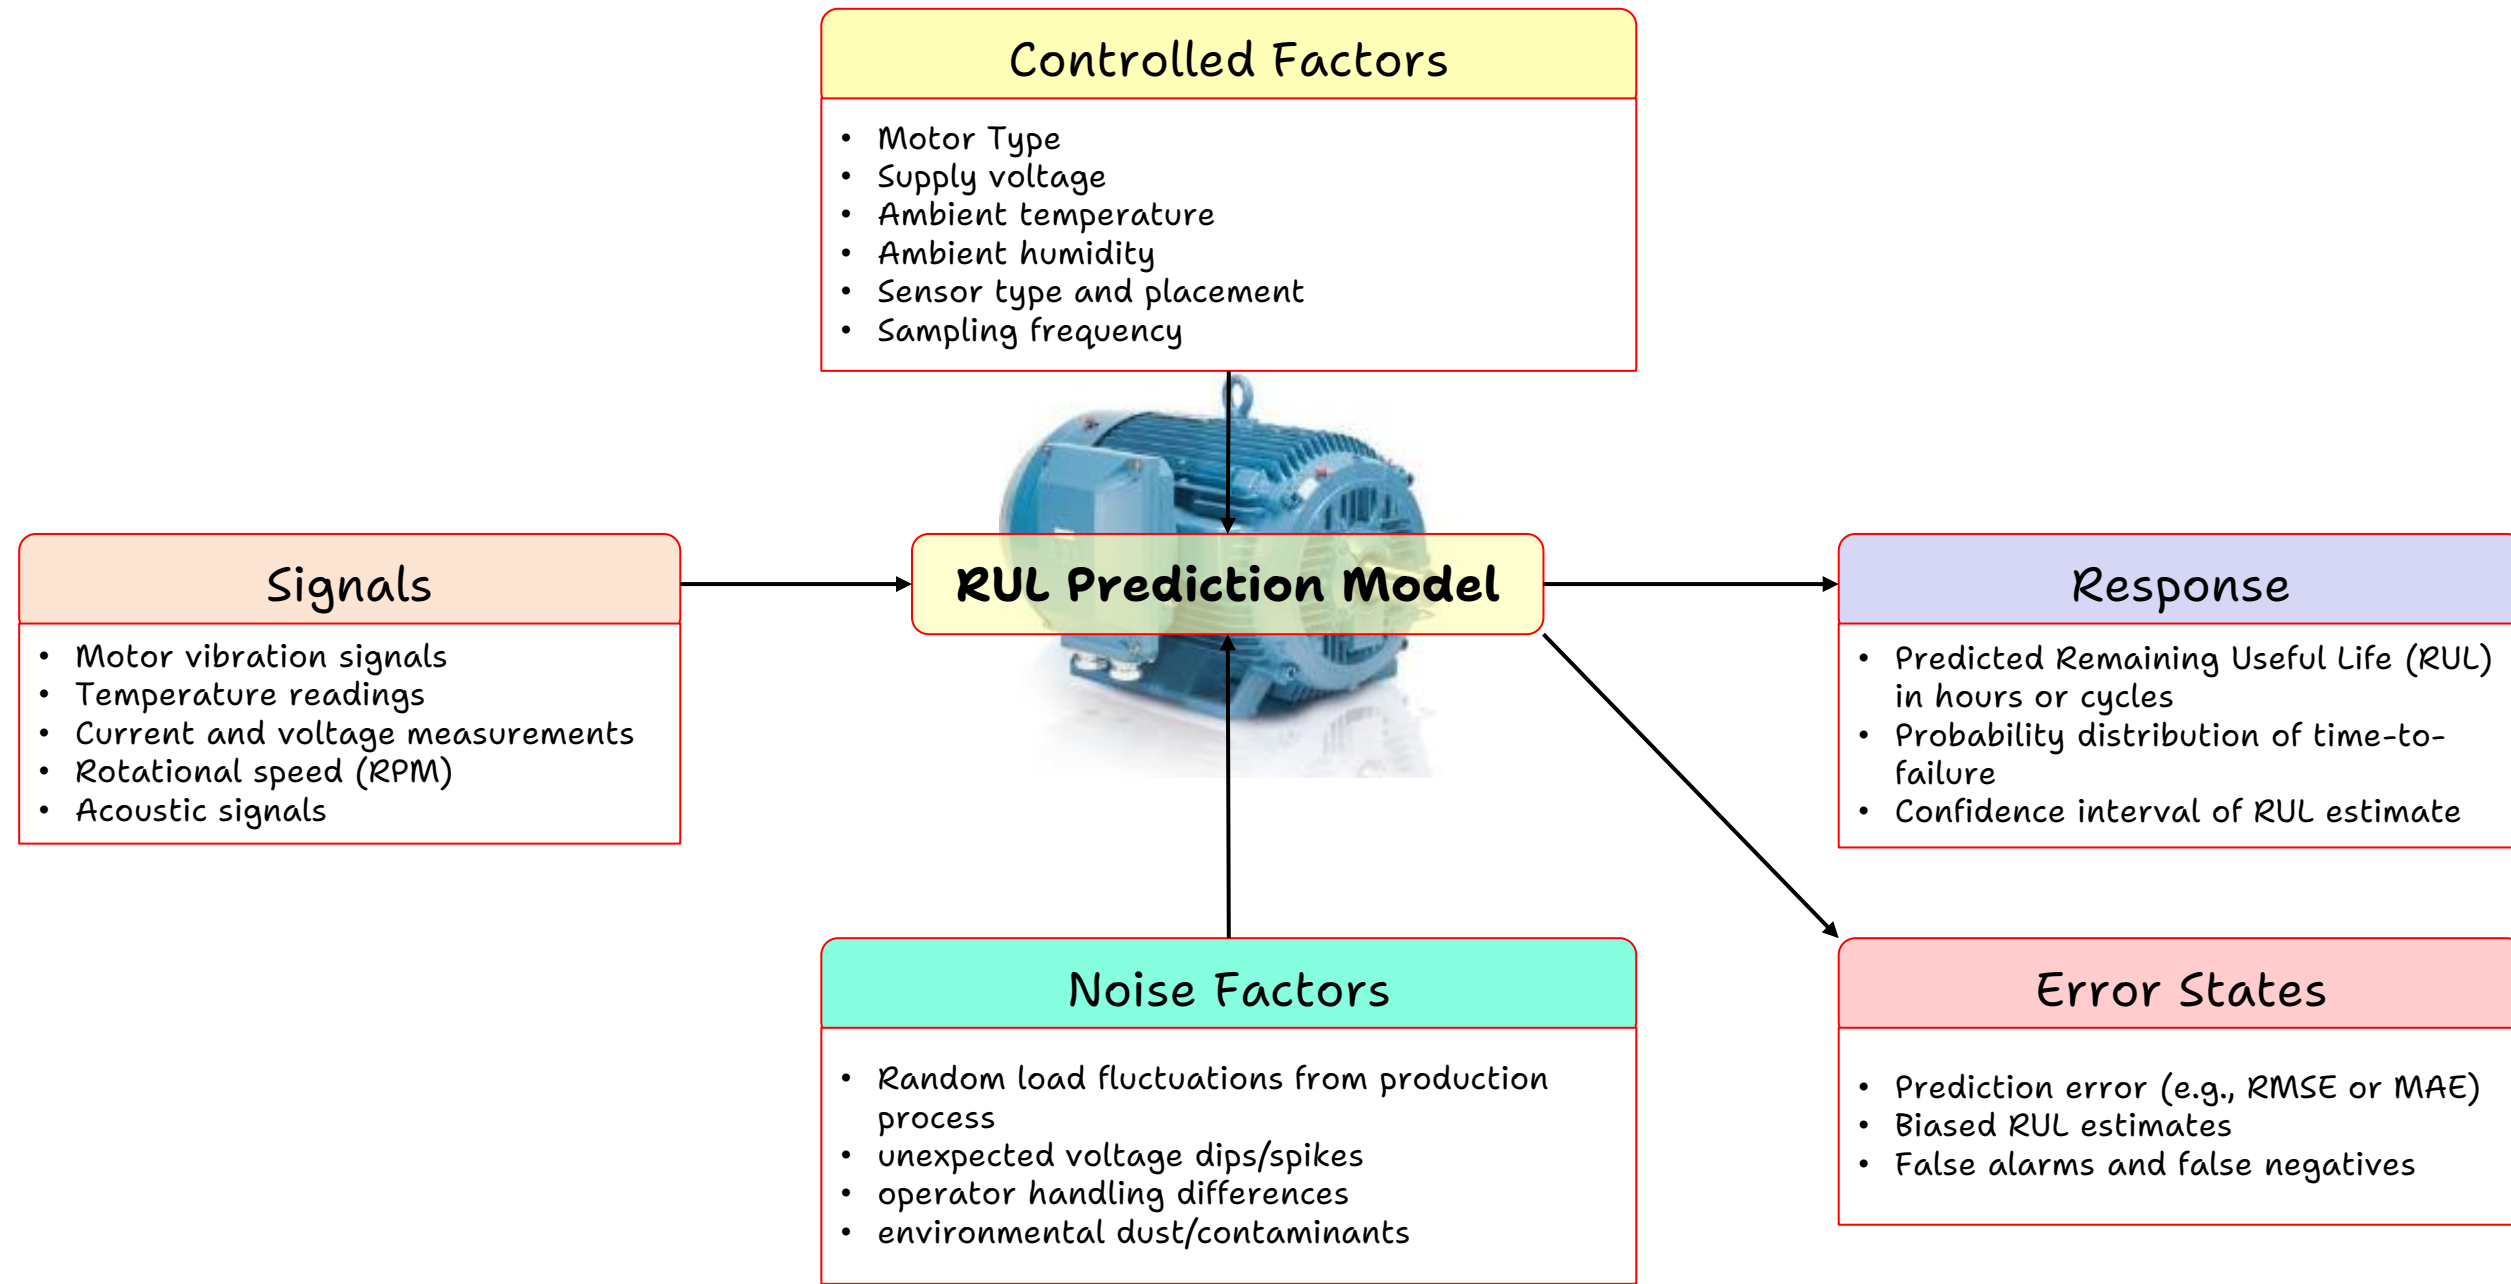 Controlled Factors
• Motor Type
• Supply voltage
• Ambient temperature
• Ambient humidity
• Sensor type and placement
• Sampling frequency
Signals
• Motor vibration signals
• Temperature readings
• Current and voltage measurements
• Rotational speed (RPM)
• Acoustic signals
RUL Prediction Model
Response
• Predicted Remaining Useful Life (RUL)
in hours or cycles
• Probability distribution of time-to-
failure
• Confidence interval of RUL estimate
Noise Factors
• Random load fluctuations from production
process
• unexpected voltage dips/spikes
• operator handling differences
• environmental dust/contaminants
Error States
• Prediction error (e.g., RMSE or MAE)
• Biased RUL estimates
• False alarms and false negatives